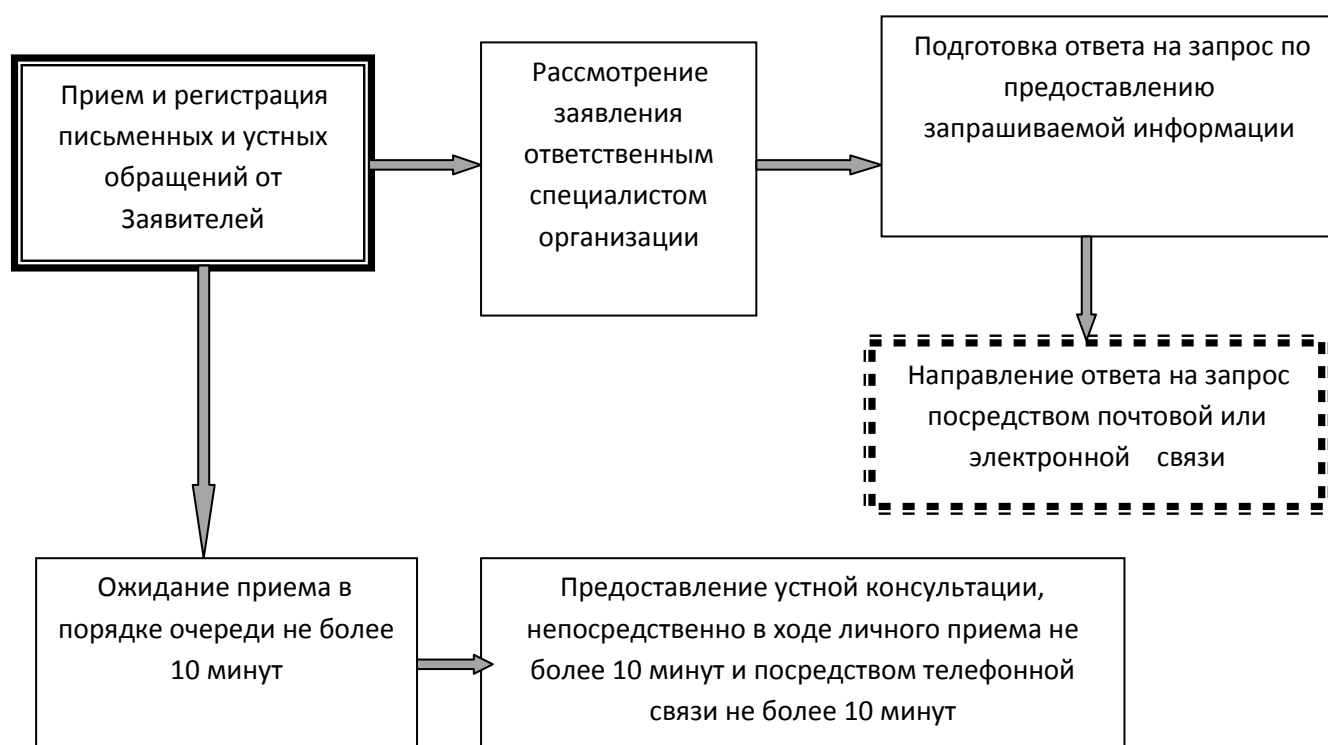 Прием и регистрация
письменных и устных
обращений от
Заявителей
Рассмотрение
заявления
ответственным
специалистом
организации
Подготовка ответа на запрос по
предоставлению
запрашиваемой информации
Направление ответа на запрос
посредством почтовой или
электронной связи
Ожидание приема в
порядке очереди не более
10 минут
Предоставление устной консультации,
непосредственно в ходе личного приема не
более 10 минут и посредством телефонной
связи не более 10 минут